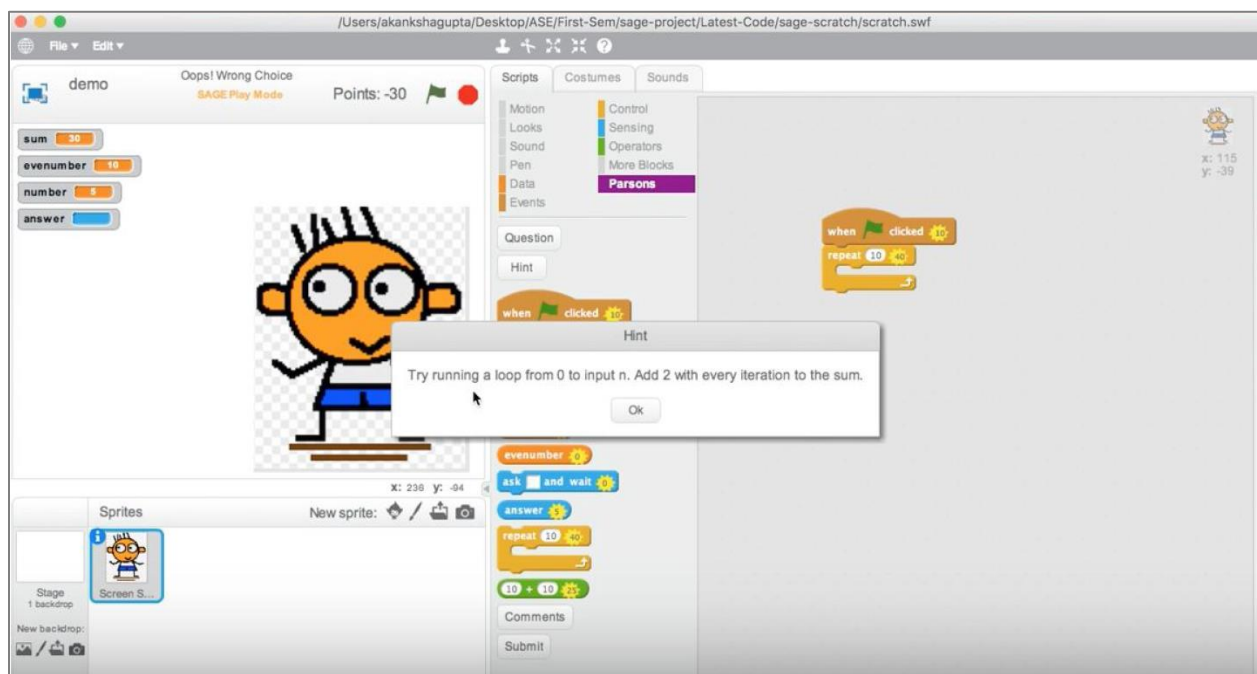 /Users/akankshagupta/Desktop/ASE/First-Sem/sage-project/Latest-Code/sage-scratch/scratch.swf
File Edit
demo
Oops! Wrong Choice
SAGE Play Mode
Points: -30
sum 30
evenumber 10
number 5
answer
x: 236 y: -94
Sprites
New sprite:
Stage
1 backdrop
Screen S...
New backdrop:
Scripts Costumes Sounds
Motion Control
Looks Sensing
Sound Operators
Pen More Blocks
Data Parsons
Events
Question
Hint
when clicked 10
Hint
Try running a loop from 0 to input n. Add 2 with every iteration to the sum.
Ok
evenumber 0
ask and wait 0
answer 5
repeat 10 40
10 + 10 25
Comments
Submit
when clicked 10
repeat 10 40
x: 115
y: -39